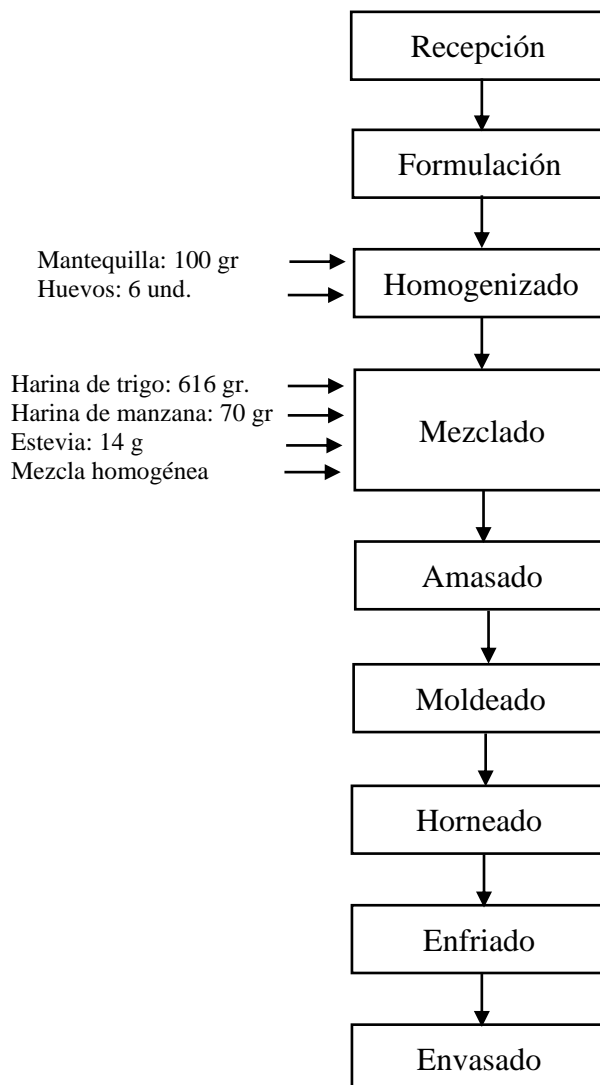 Recepción
Formulación
Mantequilla: 100 gr
Huevos: 6 und.
Homogenizado
Harina de trigo: 616 gr.
Harina de manzana: 70 gr
Estevia: 14 g
Mezcla homogénea
Mezclado
Amasado
Moldeado
Horneado
Enfriado
Envasado